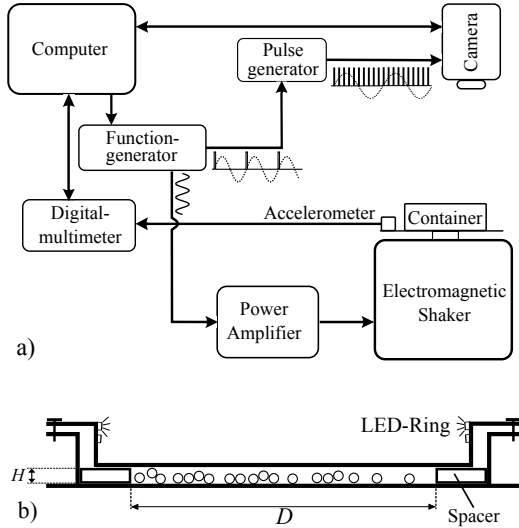 Computer
Pulse
generator
Camera
Function-
generator
Digital-
multimeter
Accelerometer
Container
Power
Amplifier
Electromagnetic
Shaker
a)
LED-Ring
H
b)
D
Spacer